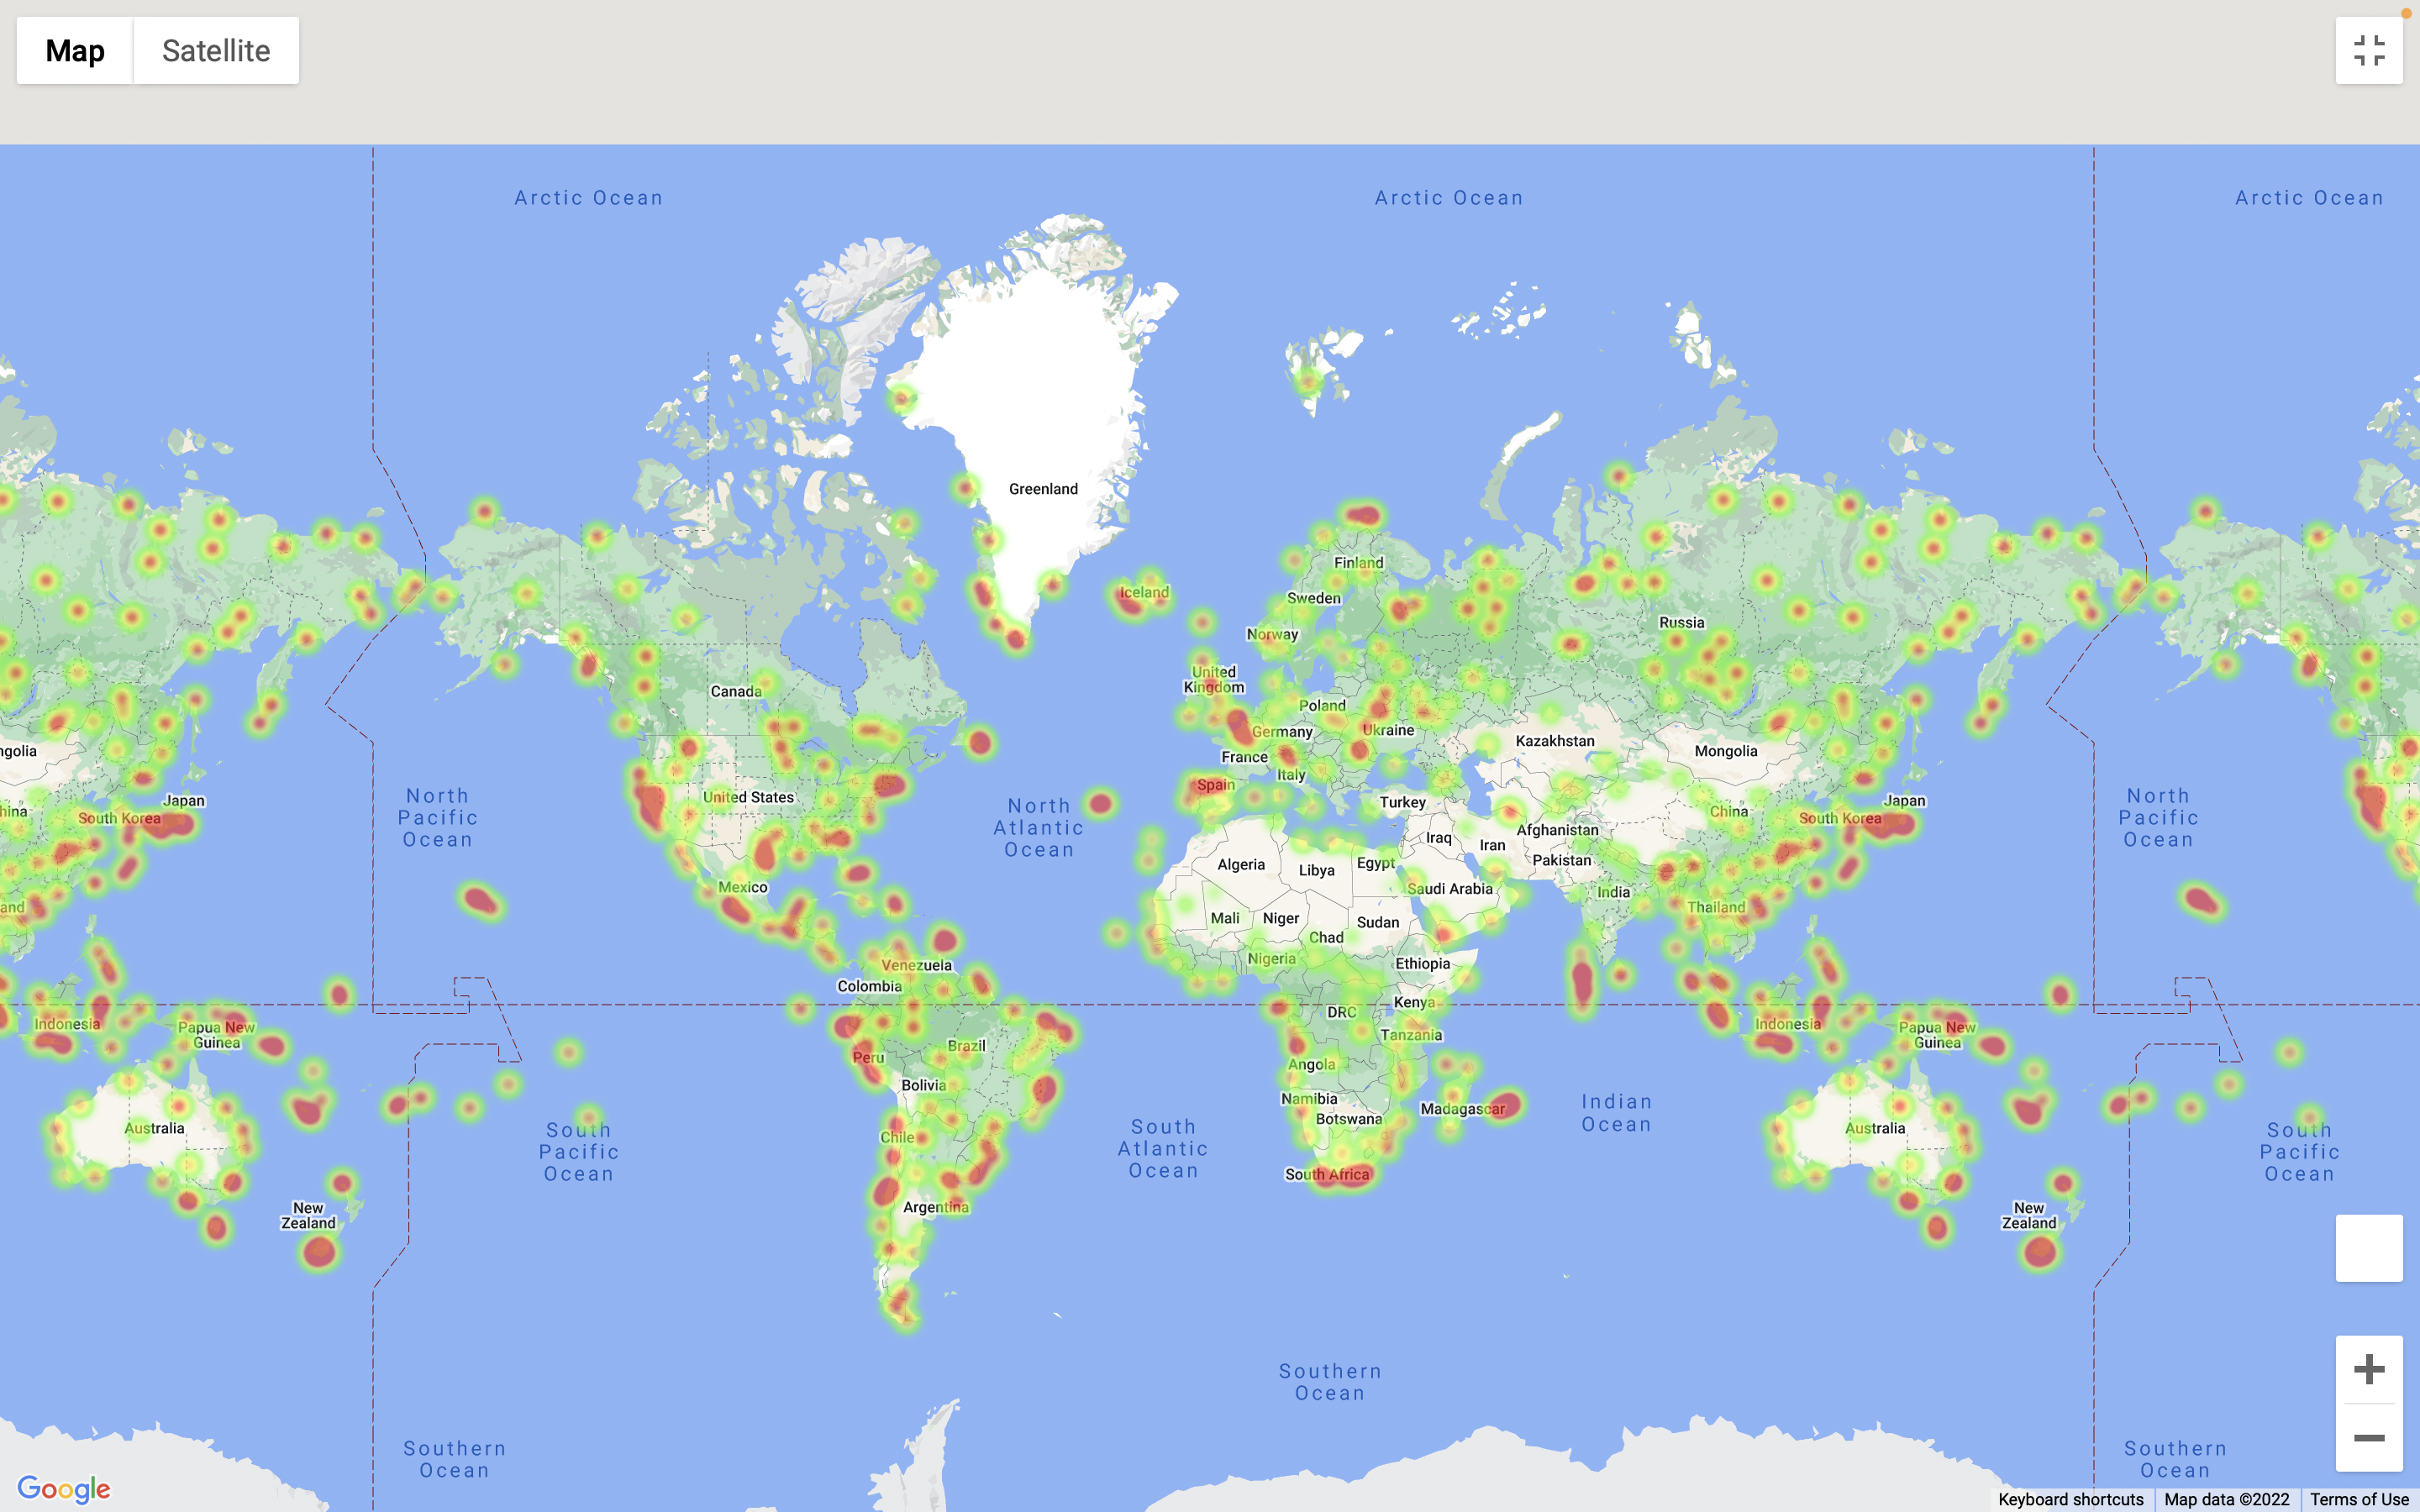 Map
Satellite
Arctic Ocean
Arctic Ocean
Arctic Ocean
Greenland
Finland
Iceland
Sweden
Russia
Norway
United
Kingdom
Canada
Poland
Ukraine
Germany
ngolia
France
Kazakhstan
Mongolia
Italy
Spain
United States
Turkey
Japan
Japan
North
Pacific
Ocean
North
Atlantic
Ocean
North
Pacific
Ocean
hina
South Korea
Afghanistan
China
South Korea
Iraq
Iran
Algeria
Libya
Egypt
Pakistan
Mexico
Saudi Arabia
India
and
Thailand
Mali
Niger
Sudan
Chad
Venezuela
Nigeria
Ethiopia
Colombia
Kenya
DRC
Indonesia
Papua New
Guinea
Tanzania
Indonesia
Papua New
Guinea
Peru
Brazil
Angola
Bolivia
Namibia
Madagascar
Botswana
Indian
Ocean
Australia
Chile
Australia
South
Pacific
Ocean
South
Atlantic
Ocean
South
Pacific
Ocean
South Africa
New
Zealand
Argentina
New
Zealand
Southern
Ocean
Southern
Ocean
Southern
Ocean
Google
Keyboard shortcuts
Map data ©2022
Terms of Use